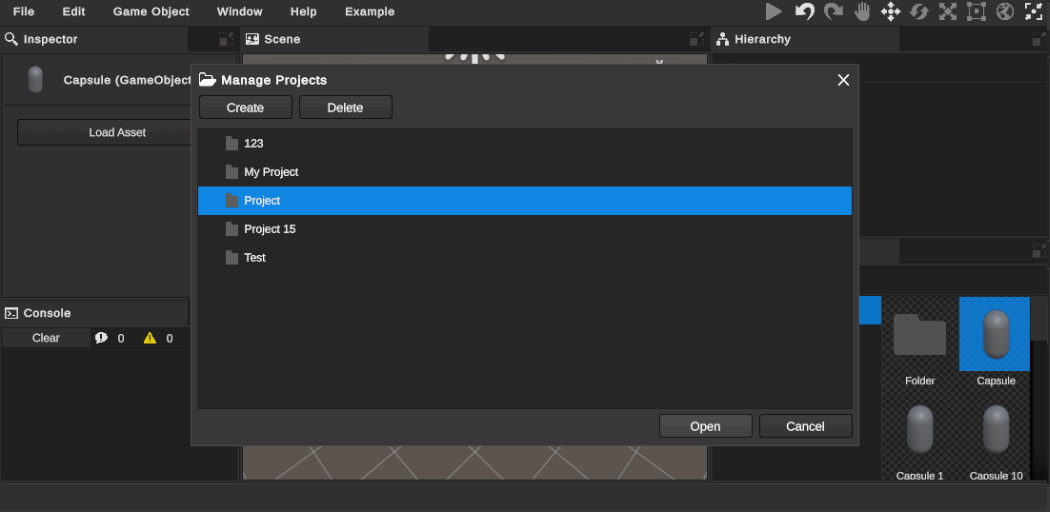 File Edit Game Object Window Help Example
Inspector
Scene
Hierarchy
Capsule (GameObject
Load Asset
Manage Projects
Create Delete
123
My Project
Project
Project 15
Test
Open Cancel
Console
Clear 0 0
Folder Capsule
Capsule 1 Capsule 10